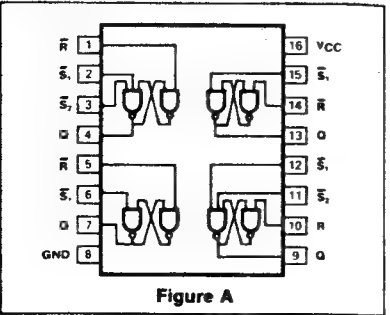 R̄ 1 16 VCC
S̄₁ 2 15 S̄₁
S̄₂ 3 14 R̄
Q 4 13 Q
R̄ 5 12 S̄₁
S̄₁ 6 11 S̄₂
Q 7 10 R
GND 8 9 Q
Figure A